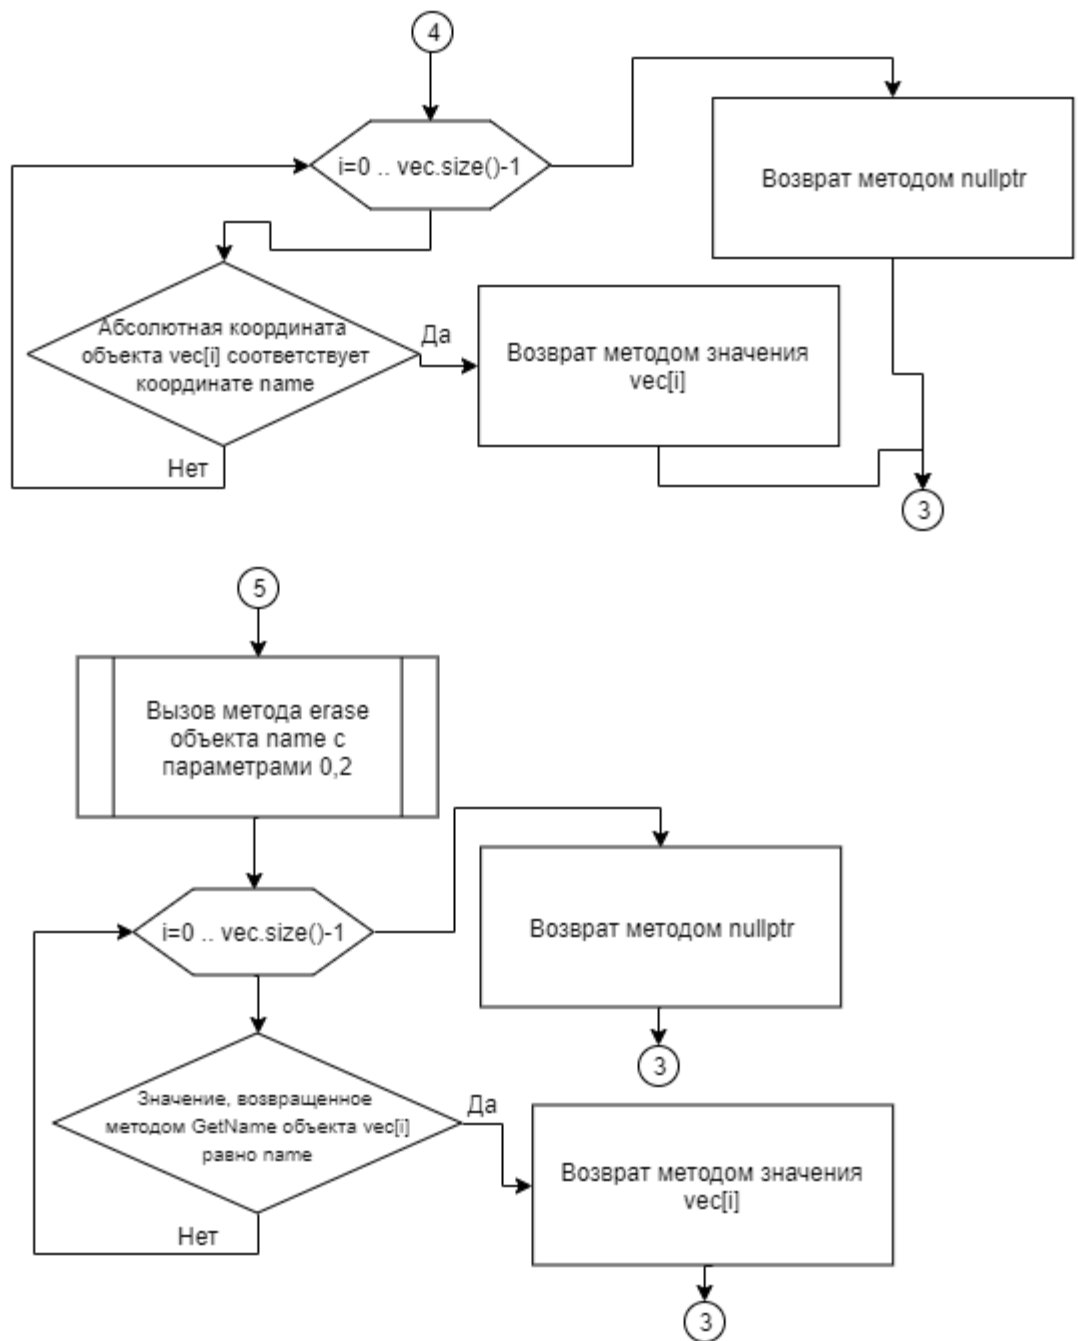 4
i=0 .. vec.size()-1
Возврат методом nullptr
Абсолютная координата
объекта vec[i] соответствует
координате name
Да
Возврат методом значения
vec[i]
Нет
3
5
Вызов метода erase
объекта name с
параметрами 0,2
i=0 .. vec.size()-1
Возврат методом nullptr
3
Значение, возвращенное
методом GetName объекта vec[i]
равно name
Да
Возврат методом значения
vec[i]
Нет
3